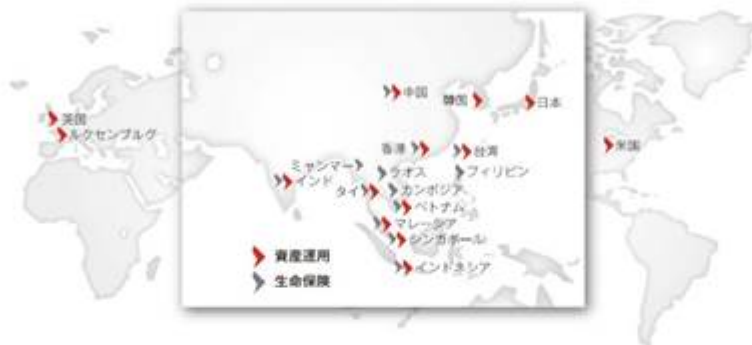 中国
韓国
日本
英国
ルクセンブルグ
香港
台湾
米国
ミャンマー
ラオス
フィリピン
インド
タイ
カンボジア
ベトナム
マレーシア
シンガポール
インドネシア
資産運用
生命保険